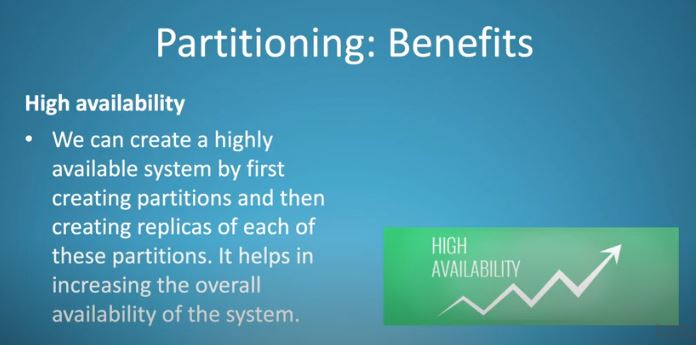 Partitioning: Benefits
High availability
• We can create a highly
available system by first
creating partitions and then
creating replicas of each of
these partitions. It helps in
increasing the overall
availability of the system.
HIGH
AVAILABILITY